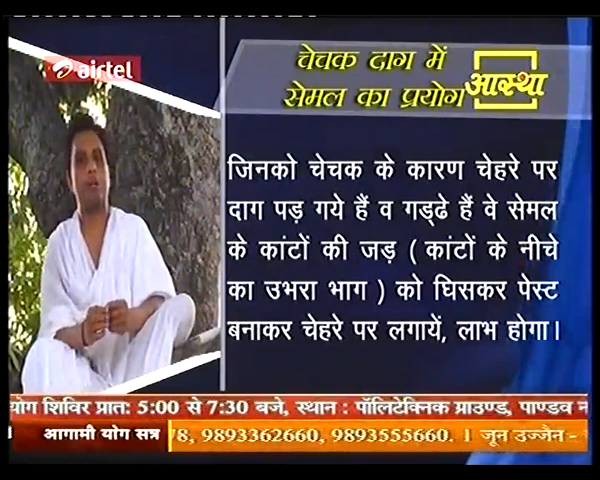 airtel
चेचक दाग में
सेमल का प्रयोग
आस्था
जिनको चेचक के कारण चेहरे पर
दाग पड़ गये हैं व गड्ढे हैं वे सेमल
के कांटों की जड़ ( कांटों के नीचे
का उभरा भाग ) को घिसकर पेस्ट
बनाकर चेहरे पर लगायें, लाभ होगा।
योग शिविर प्रात: 5:00 से 7:30 बजे, स्थान : पॉलिटेक्निक ग्राउण्ड, पाण्डव न
आगामी योग सत्र 78, 9893362660, 9893555660. । जून उज्जैन -